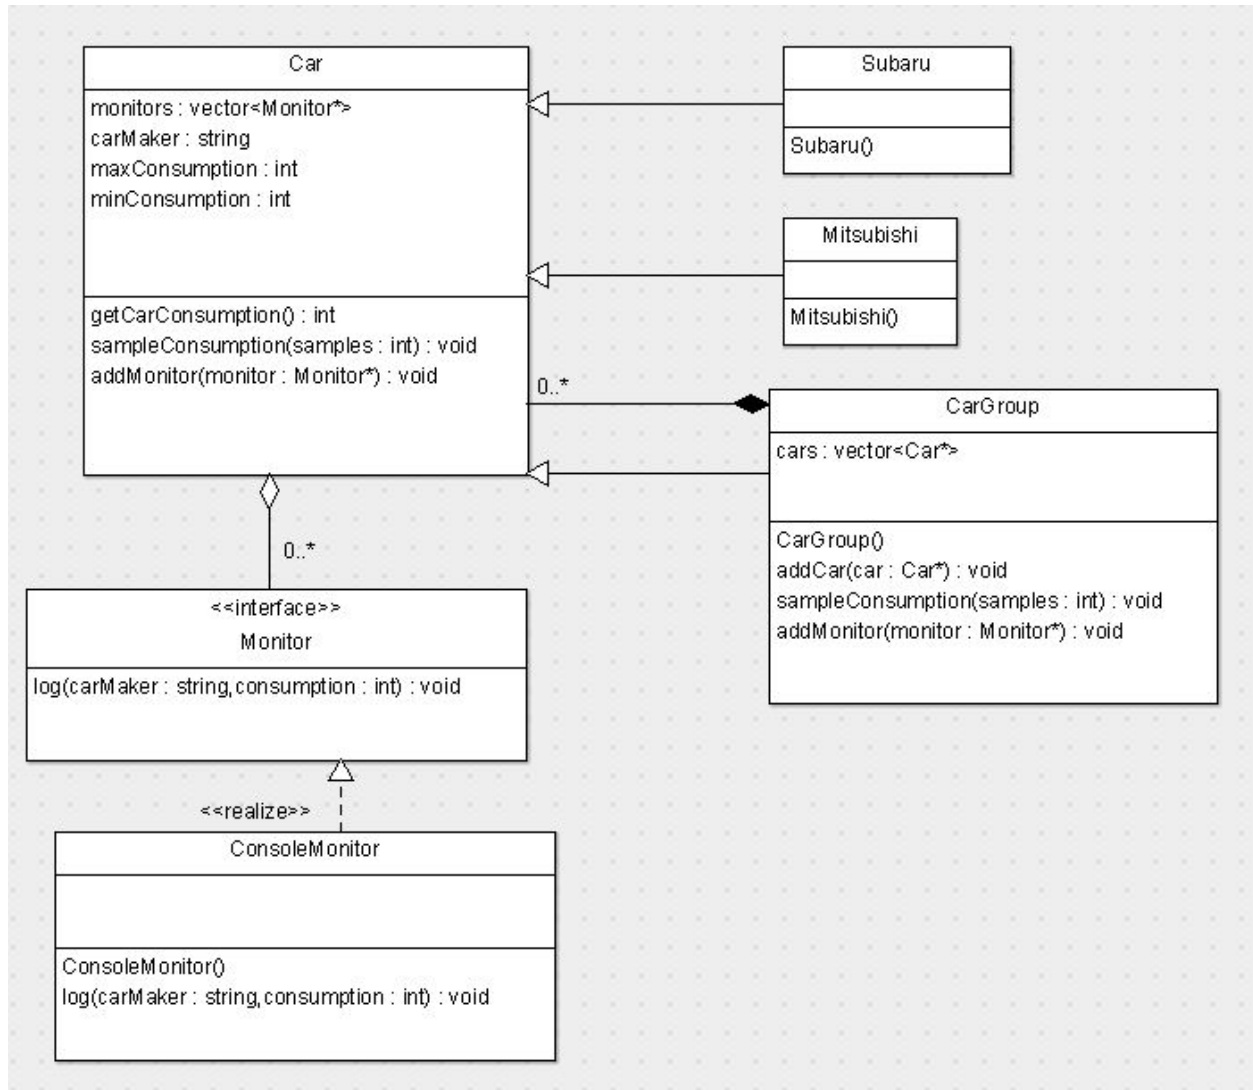 Car
monitors : vector<Monitor*>
carMaker : string
maxConsumption : int
minConsumption : int
getCarConsumption() : int
sampleConsumption(samples : int) : void
addMonitor(monitor : Monitor*) : void
Subaru
Subaru()
Mitsubishi
Mitsubishi()
0..*
CarGroup
cars : vector<Car*>
CarGroup()
addCar(car : Car*) : void
sampleConsumption(samples : int) : void
addMonitor(monitor : Monitor*) : void
0..*
<<interface>>
Monitor
log(carMaker : string,consumption : int) : void
<<realize>>
ConsoleMonitor
ConsoleMonitor()
log(carMaker : string,consumption : int) : void